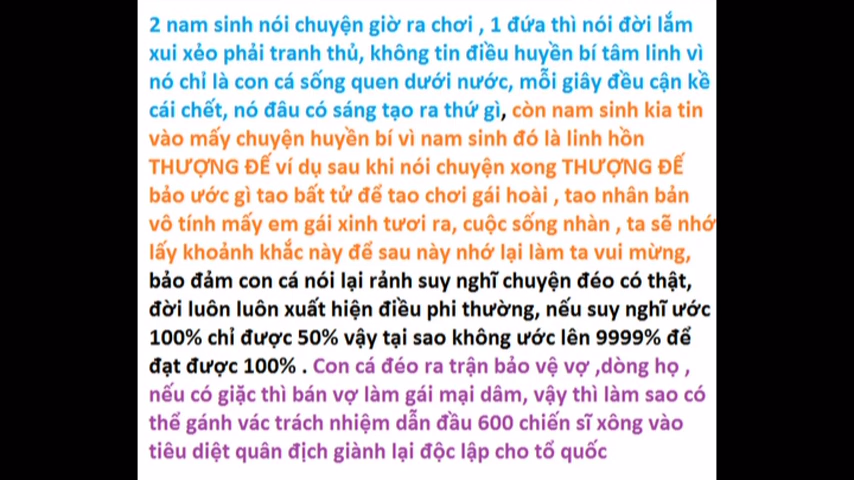 2 nam sinh nói chuyện giờ ra chơi , 1 đứa thì nói đời lắm
xui xẻo phải tranh thủ, không tin điều huyền bí tâm linh vì
nó chỉ là con cá sống quen dưới nước, mỗi giây đều cận kề
cái chết, nó đâu có sáng tạo ra thứ gì, còn nam sinh kia tin
vào mấy chuyện huyền bí vì nam sinh đó là linh hồn
THƯỢNG ĐẾ ví dụ sau khi nói chuyện xong THƯỢNG ĐẾ
bảo ước gì tao bất tử để tao chơi gái hoài , tao nhân bản
vô tính mấy em gái xinh tươi ra, cuộc sống nhàn , ta sẽ nhớ
lấy khoảnh khắc này để sau này nhớ lại làm ta vui mừng,
bảo đảm con cá nói lại rảnh suy nghĩ chuyện đéo có thật,
đời luôn luôn xuất hiện điều phi thường, nếu suy nghĩ ước
100% chỉ được 50% vậy tại sao không ước lên 9999% để
đạt được 100% . Con cá đéo ra trận bảo vệ vợ ,dòng họ ,
nếu có giặc thì bán vợ làm gái mại dâm, vậy thì làm sao có
thể gánh vác trách nhiệm dẫn đầu 600 chiến sĩ xông vào
tiêu diệt quân địch giành lại độc lập cho tổ quốc